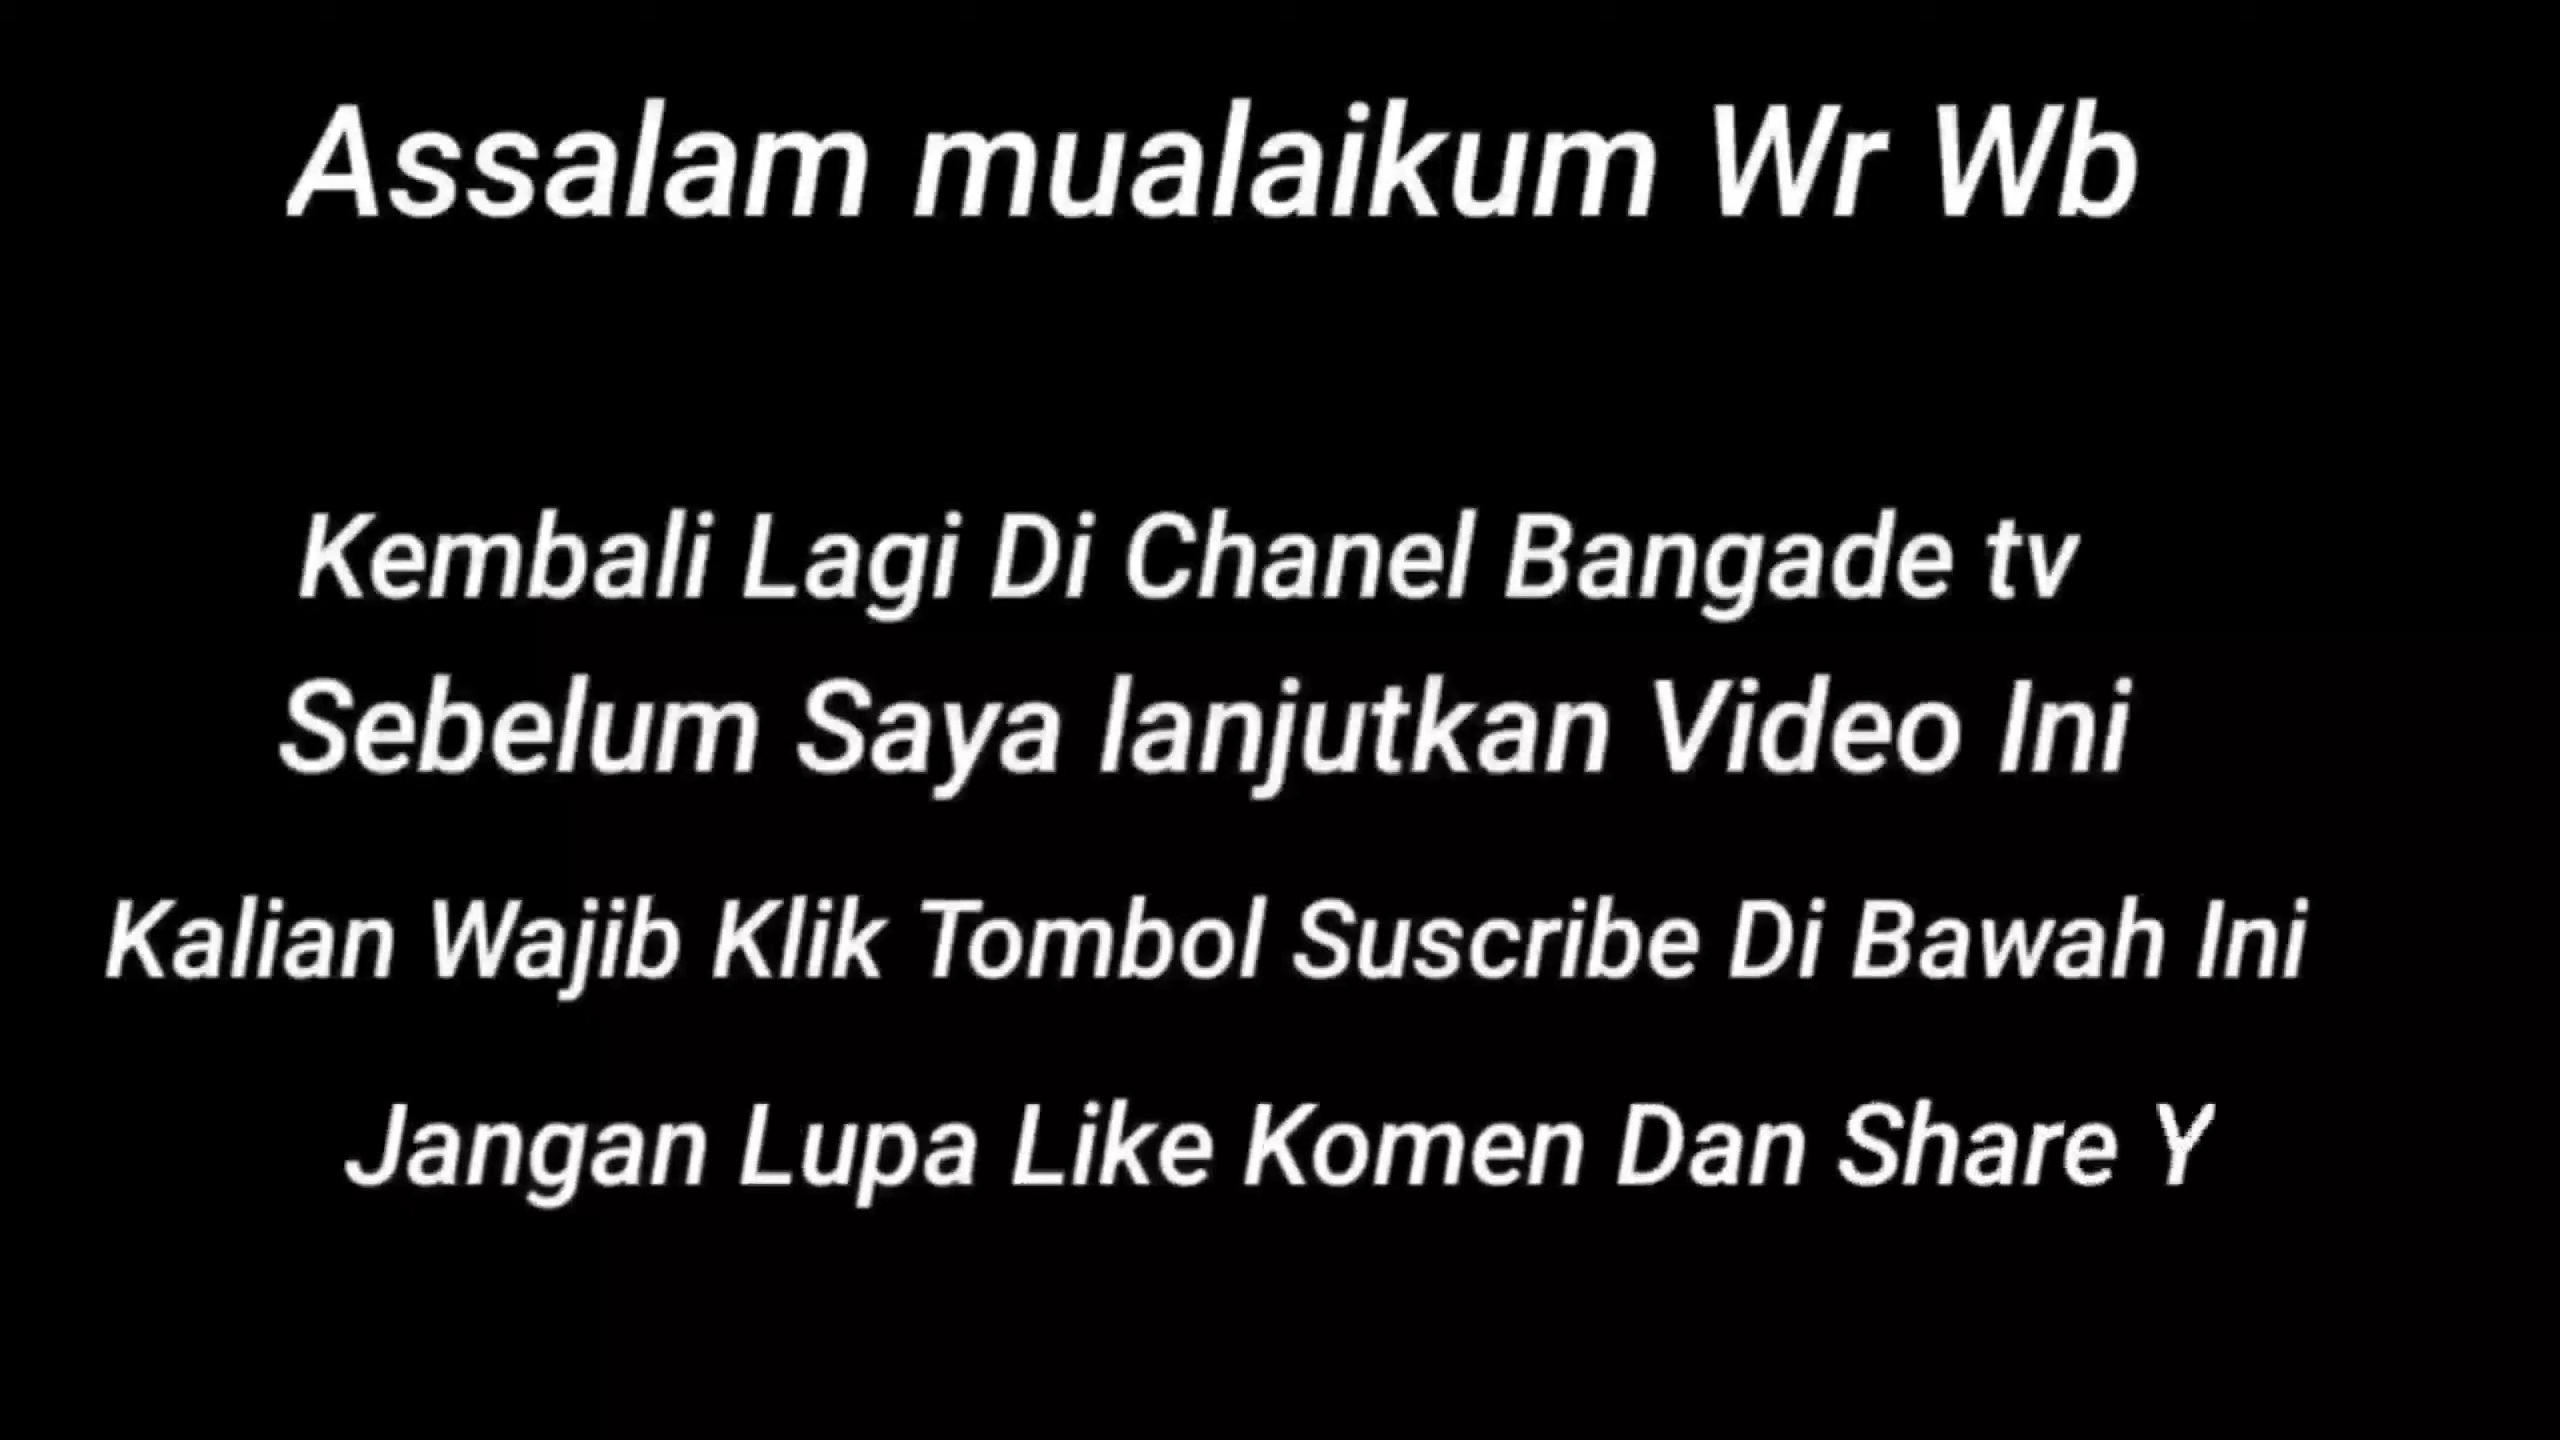 Assalam mualaikum Wr Wb
Kembali Lagi Di Chanel Bangade tv
Sebelum Saya lanjutkan Video Ini
Kalian Wajib Klik Tombol Suscribe Di Bawah Ini
Jangan Lupa Like Komen Dan Share Y